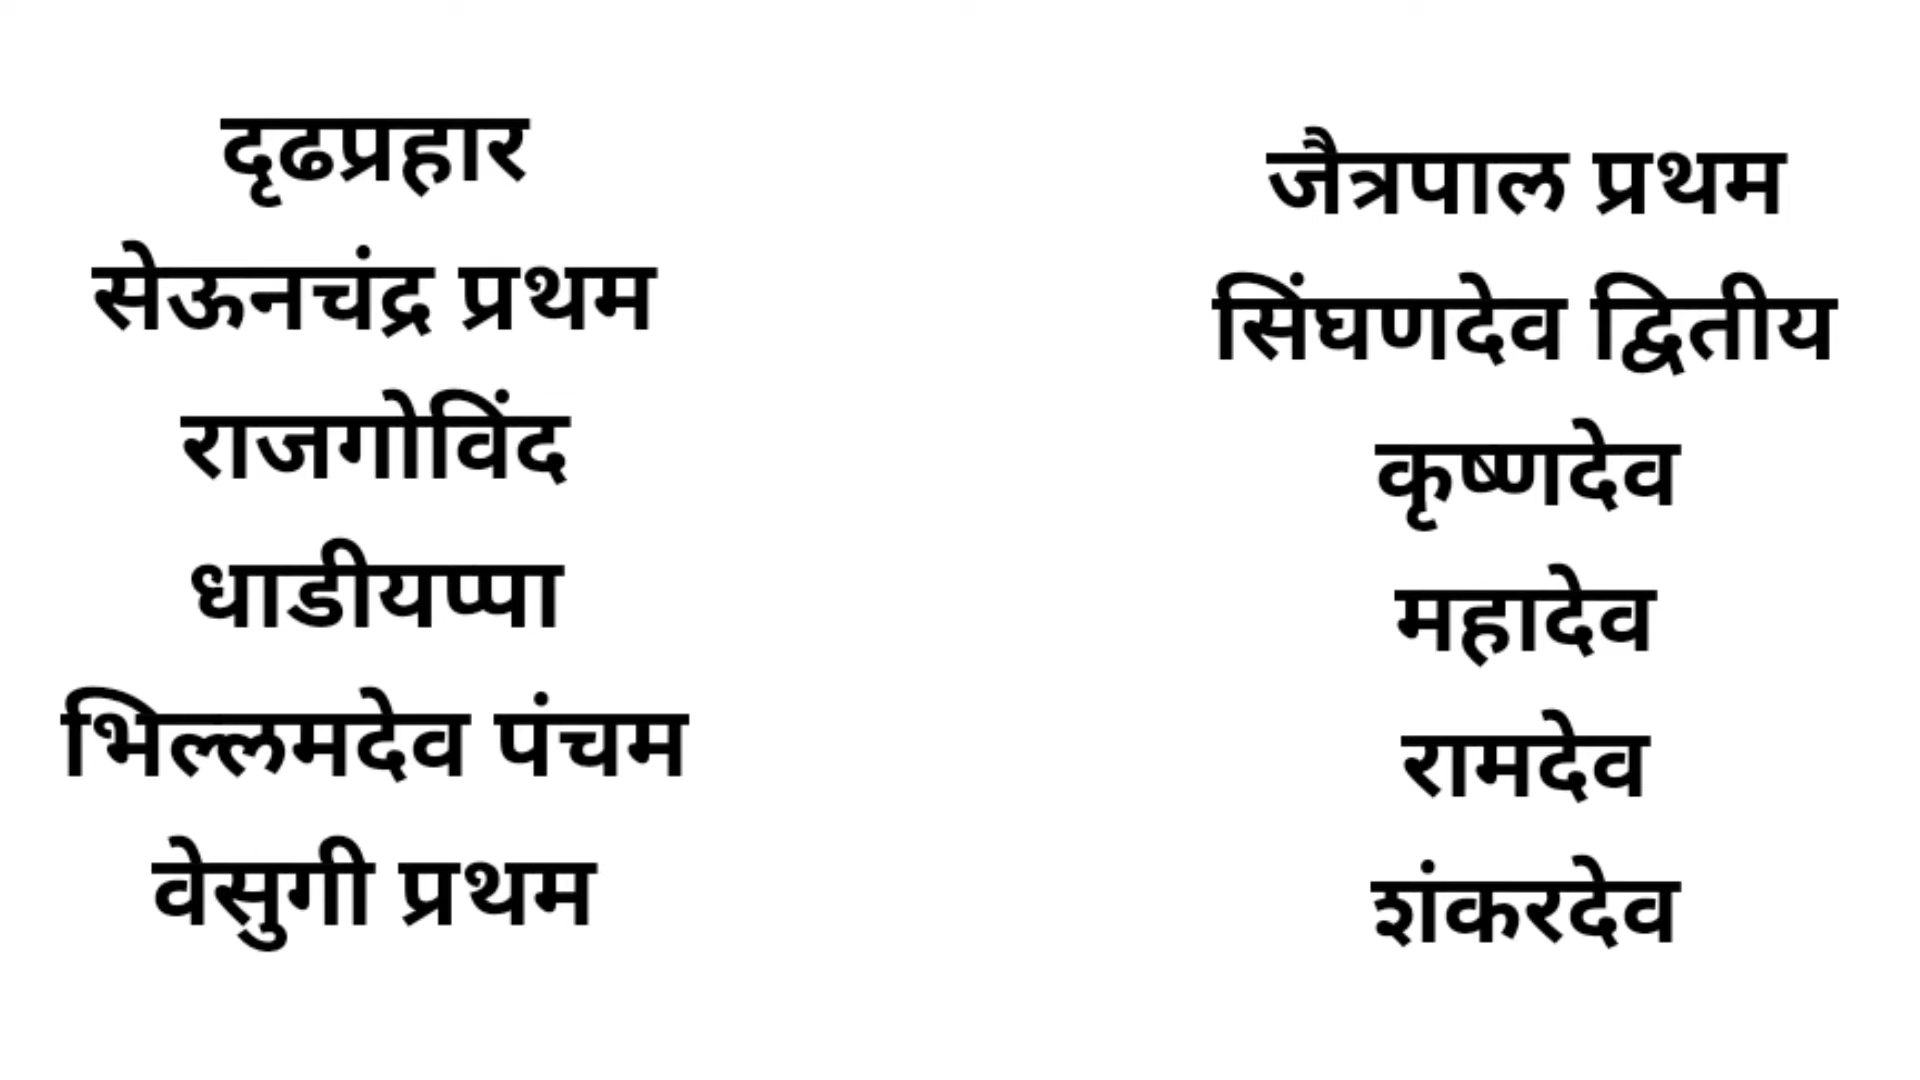 दृढप्रहार
सेऊनचंद्र प्रथम
राजगोविंद
धाडीयप्पा
भिल्लमदेव पंचम
वेसुगी प्रथम
जैत्रपाल प्रथम
सिंघणदेव द्वितीय
कृष्णदेव
महादेव
रामदेव
शंकरदेव